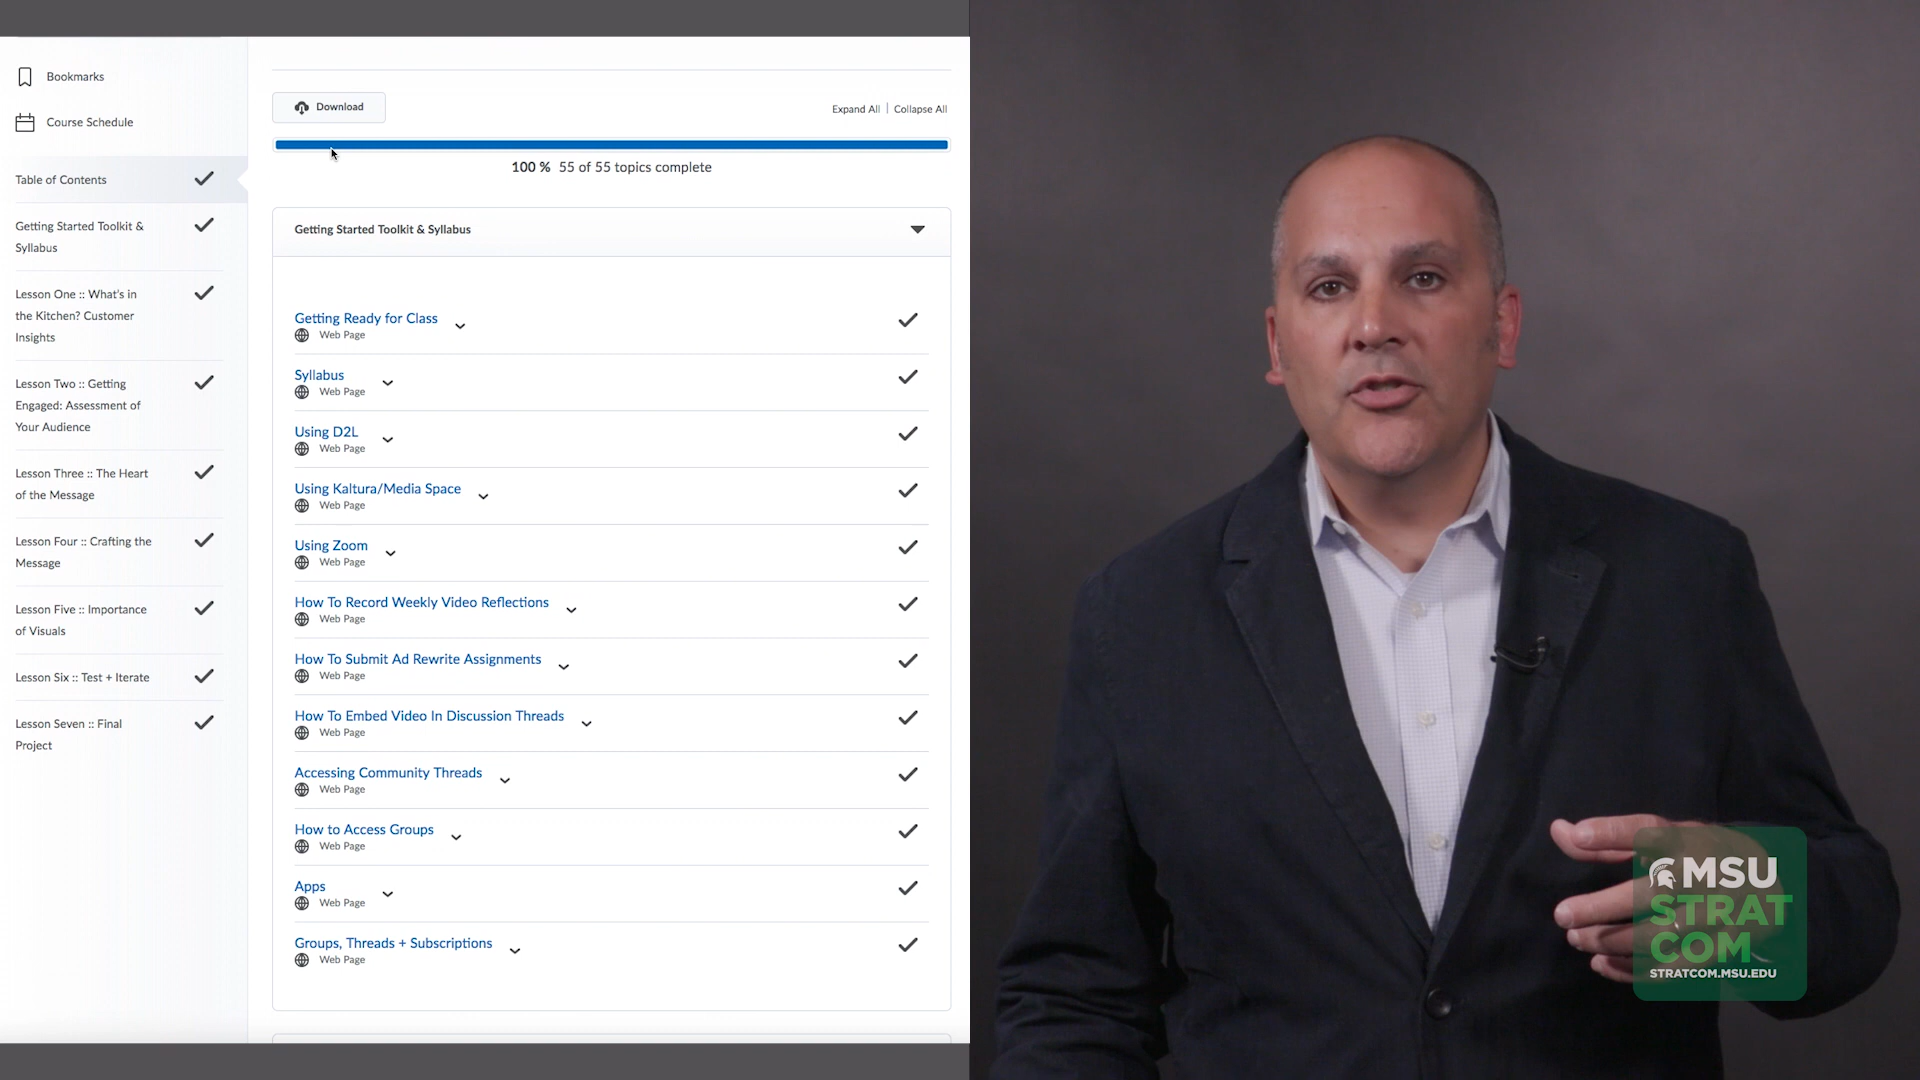 Bookmarks
Course Schedule
Table of Contents
Getting Started Toolkit &
Syllabus
Lesson One :: What's in
the Kitchen? Customer
Insights
Lesson Two :: Getting
Engaged: Assessment of
Your Audience
Lesson Three :: The Heart
of the Message
Lesson Four :: Crafting the
Message
Lesson Five :: Importance
of Visuals
Lesson Six :: Test + Iterate
Lesson Seven :: Final
Project
Download
Expand All | Collapse All
100 % 55 of 55 topics complete
Getting Started Toolkit & Syllabus
Getting Ready for Class
Web Page
Syllabus
Web Page
Using D2L
Web Page
Using Kaltura/Media Space
Web Page
Using Zoom
Web Page
How To Record Weekly Video Reflections
Web Page
How To Submit Ad Rewrite Assignments
Web Page
How To Embed Video In Discussion Threads
Web Page
Accessing Community Threads
Web Page
How to Access Groups
Web Page
Apps
Web Page
Groups, Threads + Subscriptions
Web Page
MSU
STRAT
COM
STRATCOM.MSU.EDU